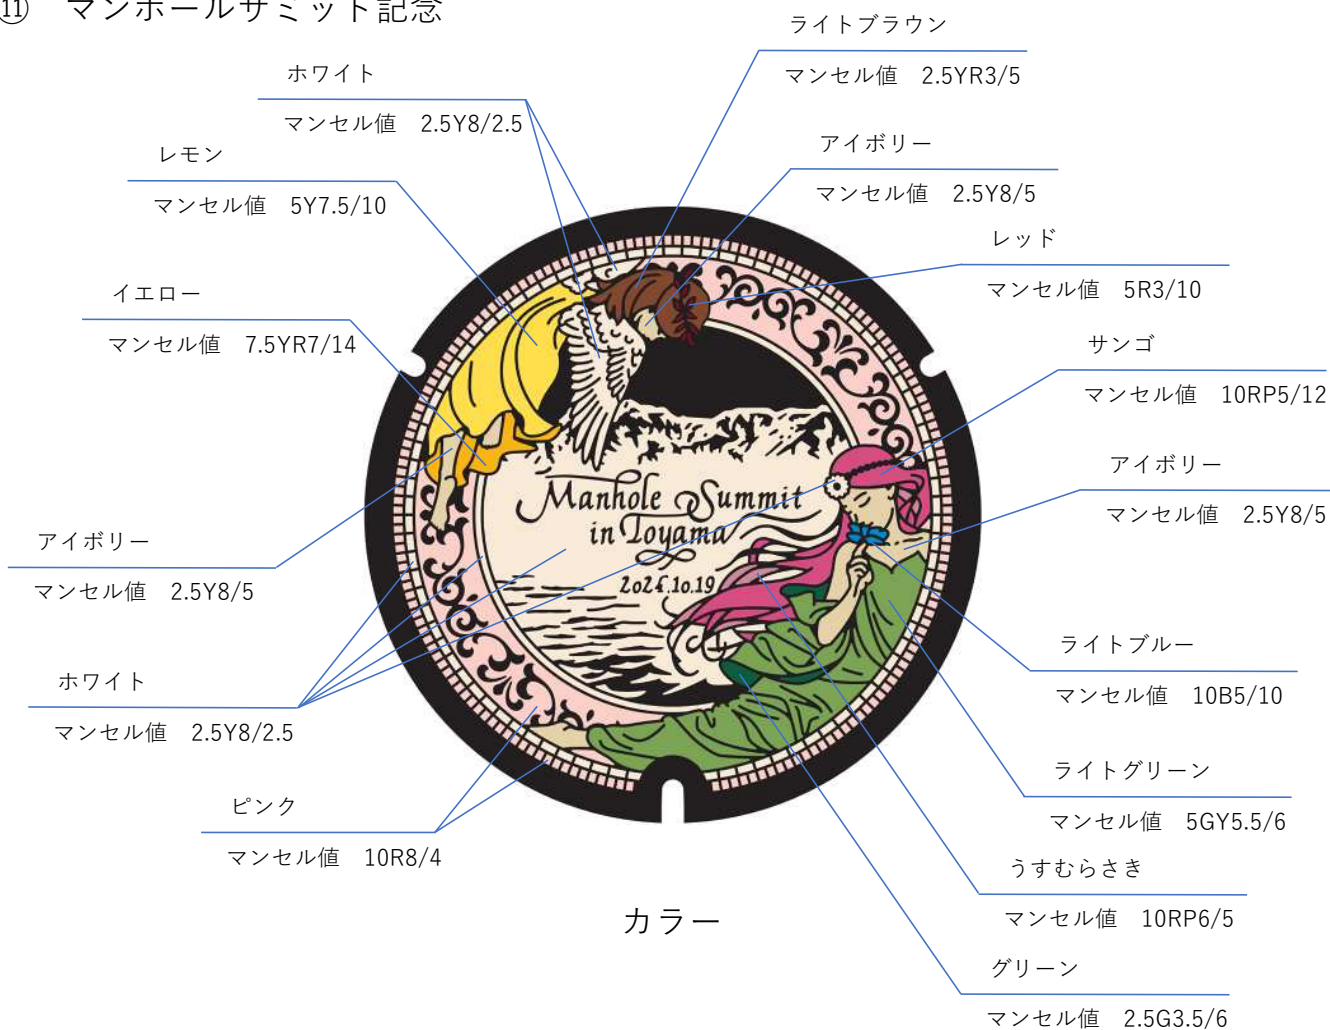 ⑪ マンホールサミット記念
ライトブラウン
マンセル値 2.5YR3/5
ホワイト
マンセル値 2.5Y8/2.5
アイボリー
マンセル値 2.5Y8/5
レモン
マンセル値 5Y7.5/10
レッド
マンセル値 5R3/10
イエロー
マンセル値 7.5YR7/14
サンゴ
マンセル値 10RP5/12
アイボリー
マンセル値 2.5Y8/5
Manhole Summit
in Toyama
2024.10.19
アイボリー
マンセル値 2.5Y8/5
ライトブルー
マンセル値 10B5/10
ホワイト
マンセル値 2.5Y8/2.5
ライトグリーン
マンセル値 5GY5.5/6
ピンク
マンセル値 10R8/4
うすむらさき
マンセル値 10RP6/5
カラー
グリーン
マンセル値 2.5G3.5/6